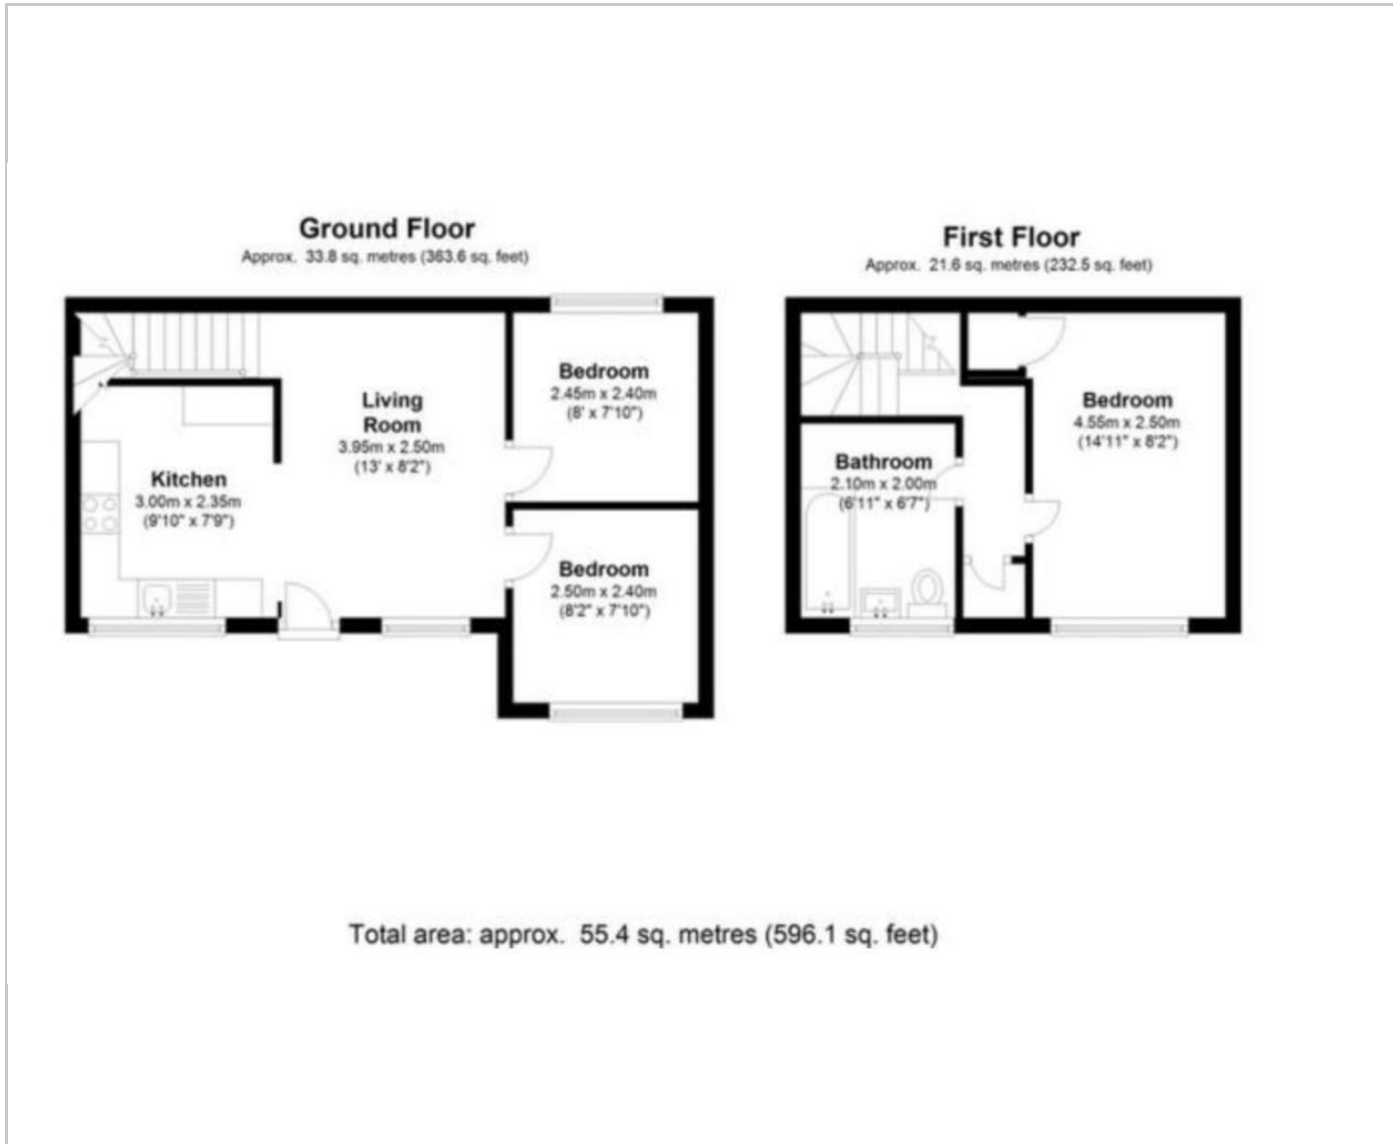 Ground Floor
Approx. 33.8 sq. metres (363.6 sq. feet)
Living
Room
3.95m x 2.50m
(13' x 8'2")
Bedroom
2.45m x 2.40m
(8' x 7'10")
Kitchen
3.00m x 2.35m
(9'10" x 7'9")
Bedroom
2.50m x 2.40m
(8'2" x 7'10")
First Floor
Approx. 21.6 sq. metres (232.5 sq. feet)
Bedroom
4.55m x 2.50m
(14'11" x 8'2")
Bathroom
2.10m x 2.00m
(6'11" x 6'7")
Total area: approx. 55.4 sq. metres (596.1 sq. feet)